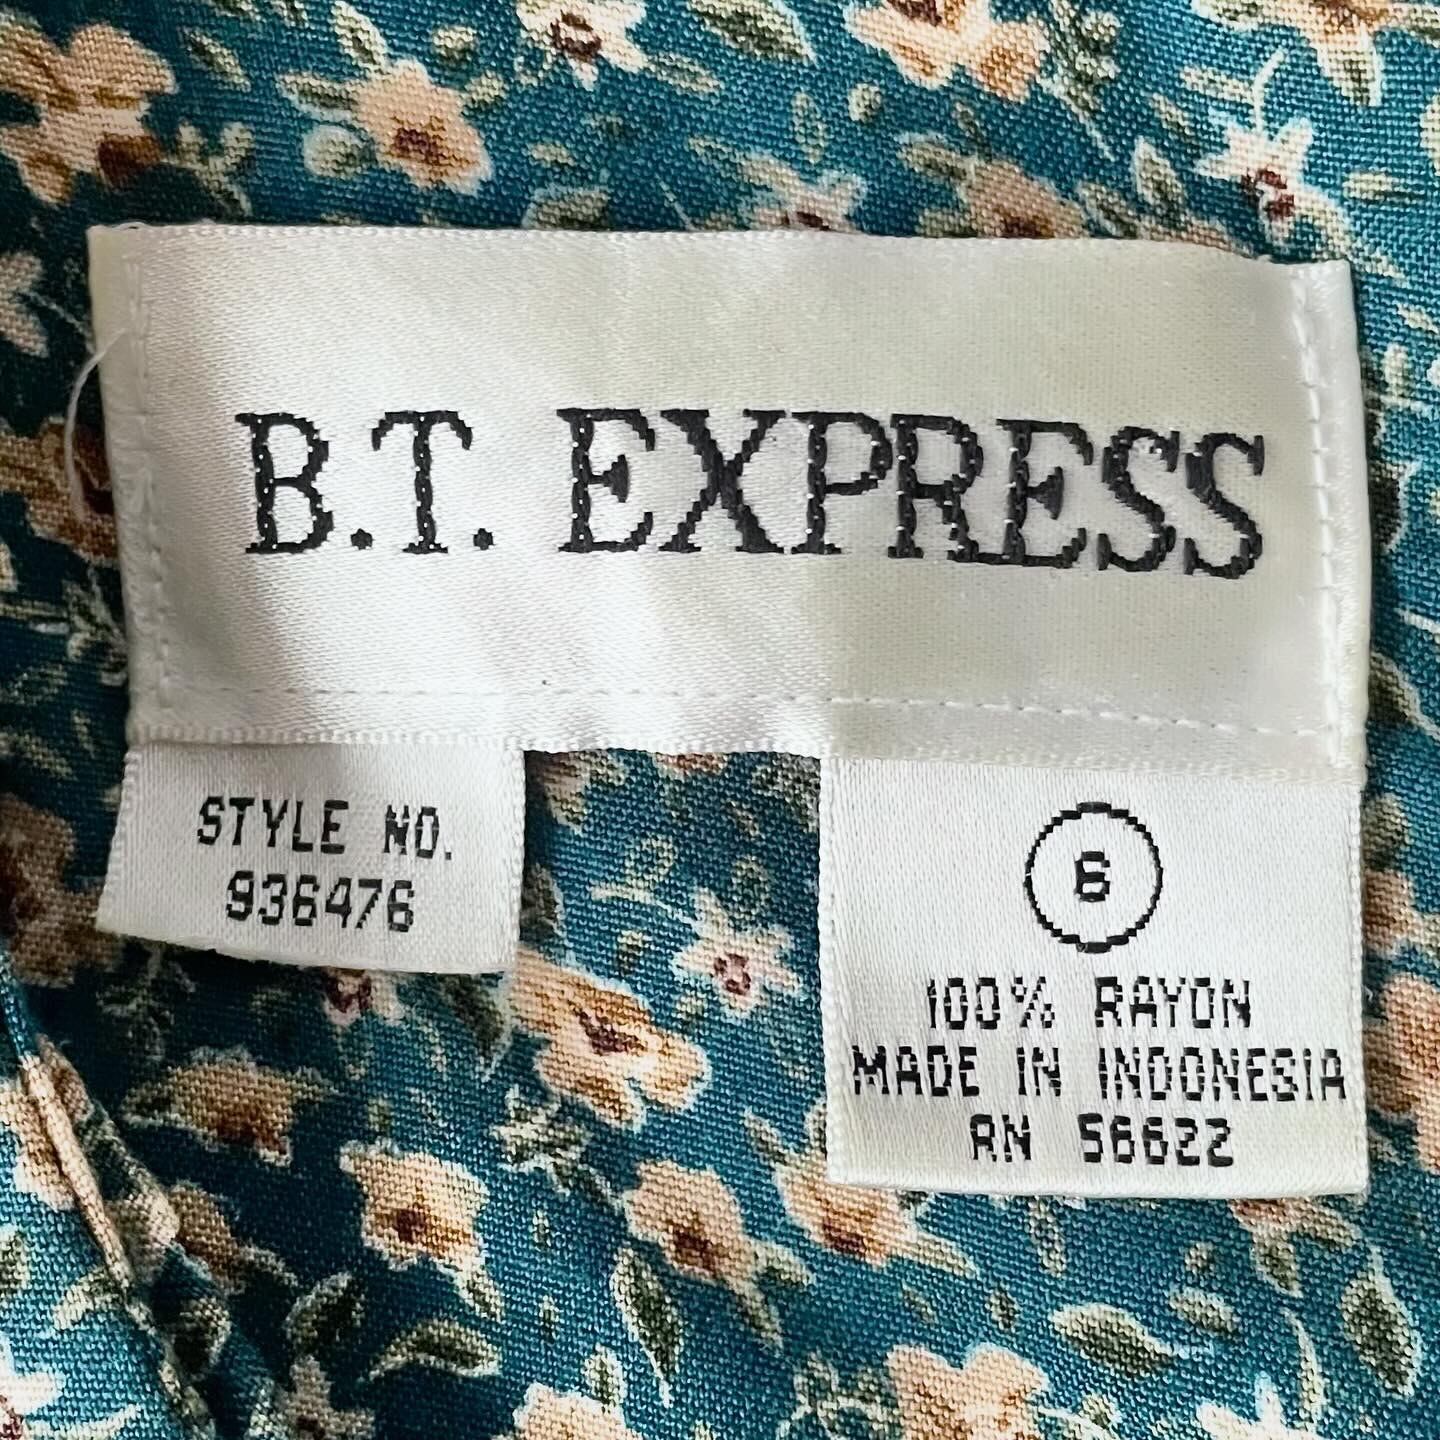 B.T. EXPRESS
STYLE NO.
936476
6
100% RAYON
MADE IN INDONESIA
RN 56622